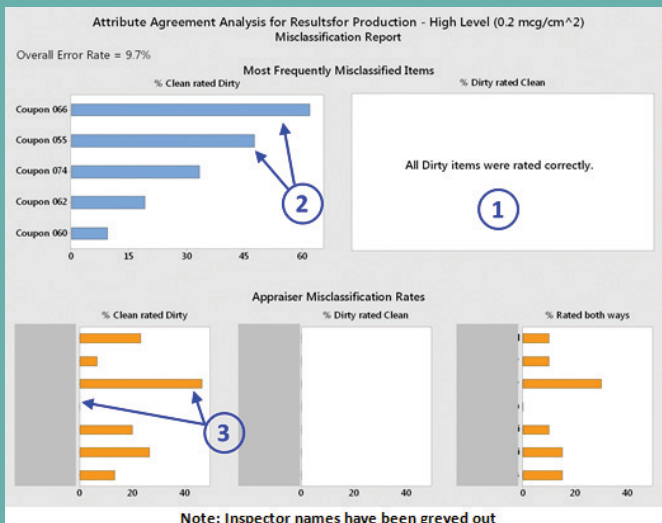 Attribute Agreement Analysis for Resultsfor Production - High Level (0.2 mcg/cm^2)
Misclassification Report
Overall Error Rate = 9.7%
Most Frequently Misclassified Items
% Clean rated Dirty
% Dirty rated Clean
Coupon 066
Coupon 055
Coupon 074
Coupon 062
Coupon 060
0 15 30 45 60
2
All Dirty items were rated correctly.
1
Appraiser Misclassification Rates
% Clean rated Dirty
% Dirty rated Clean
% Rated both ways
3
0 20 40
0 20 40
0 20 40
Note: Inspector names have been greyed out